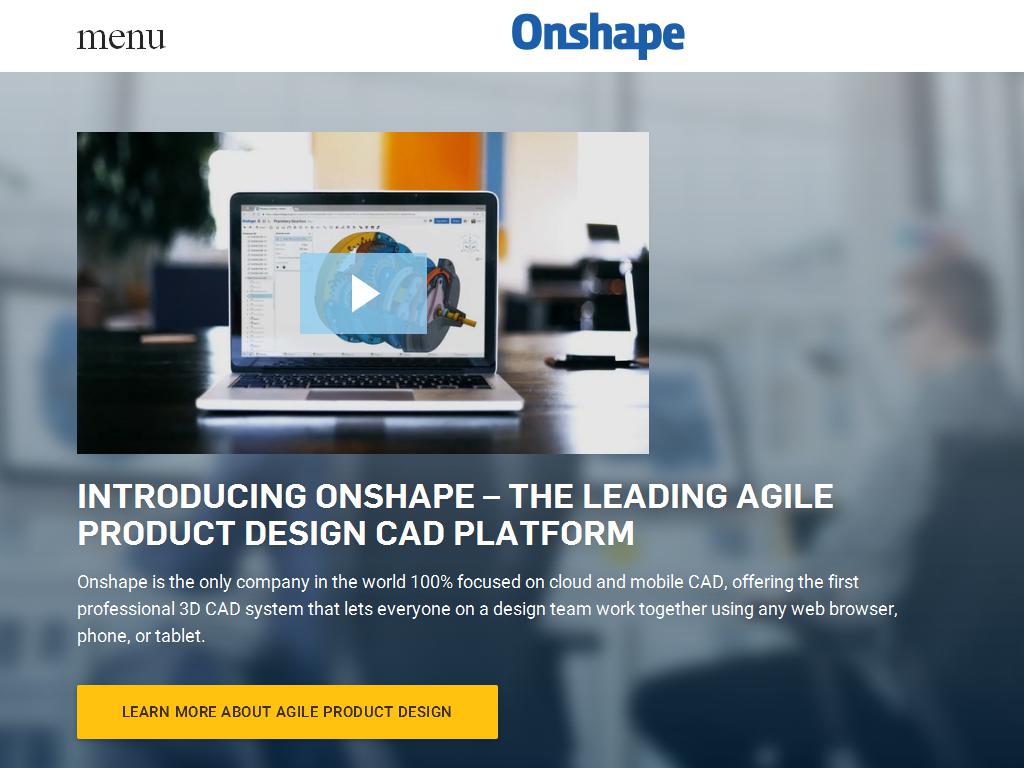 menu
Onshape
INTRODUCING ONSHAPE – THE LEADING AGILE
PRODUCT DESIGN CAD PLATFORM
Onshape is the only company in the world 100% focused on cloud and mobile CAD, offering the first
professional 3D CAD system that lets everyone on a design team work together using any web browser,
phone, or tablet.
LEARN MORE ABOUT AGILE PRODUCT DESIGN